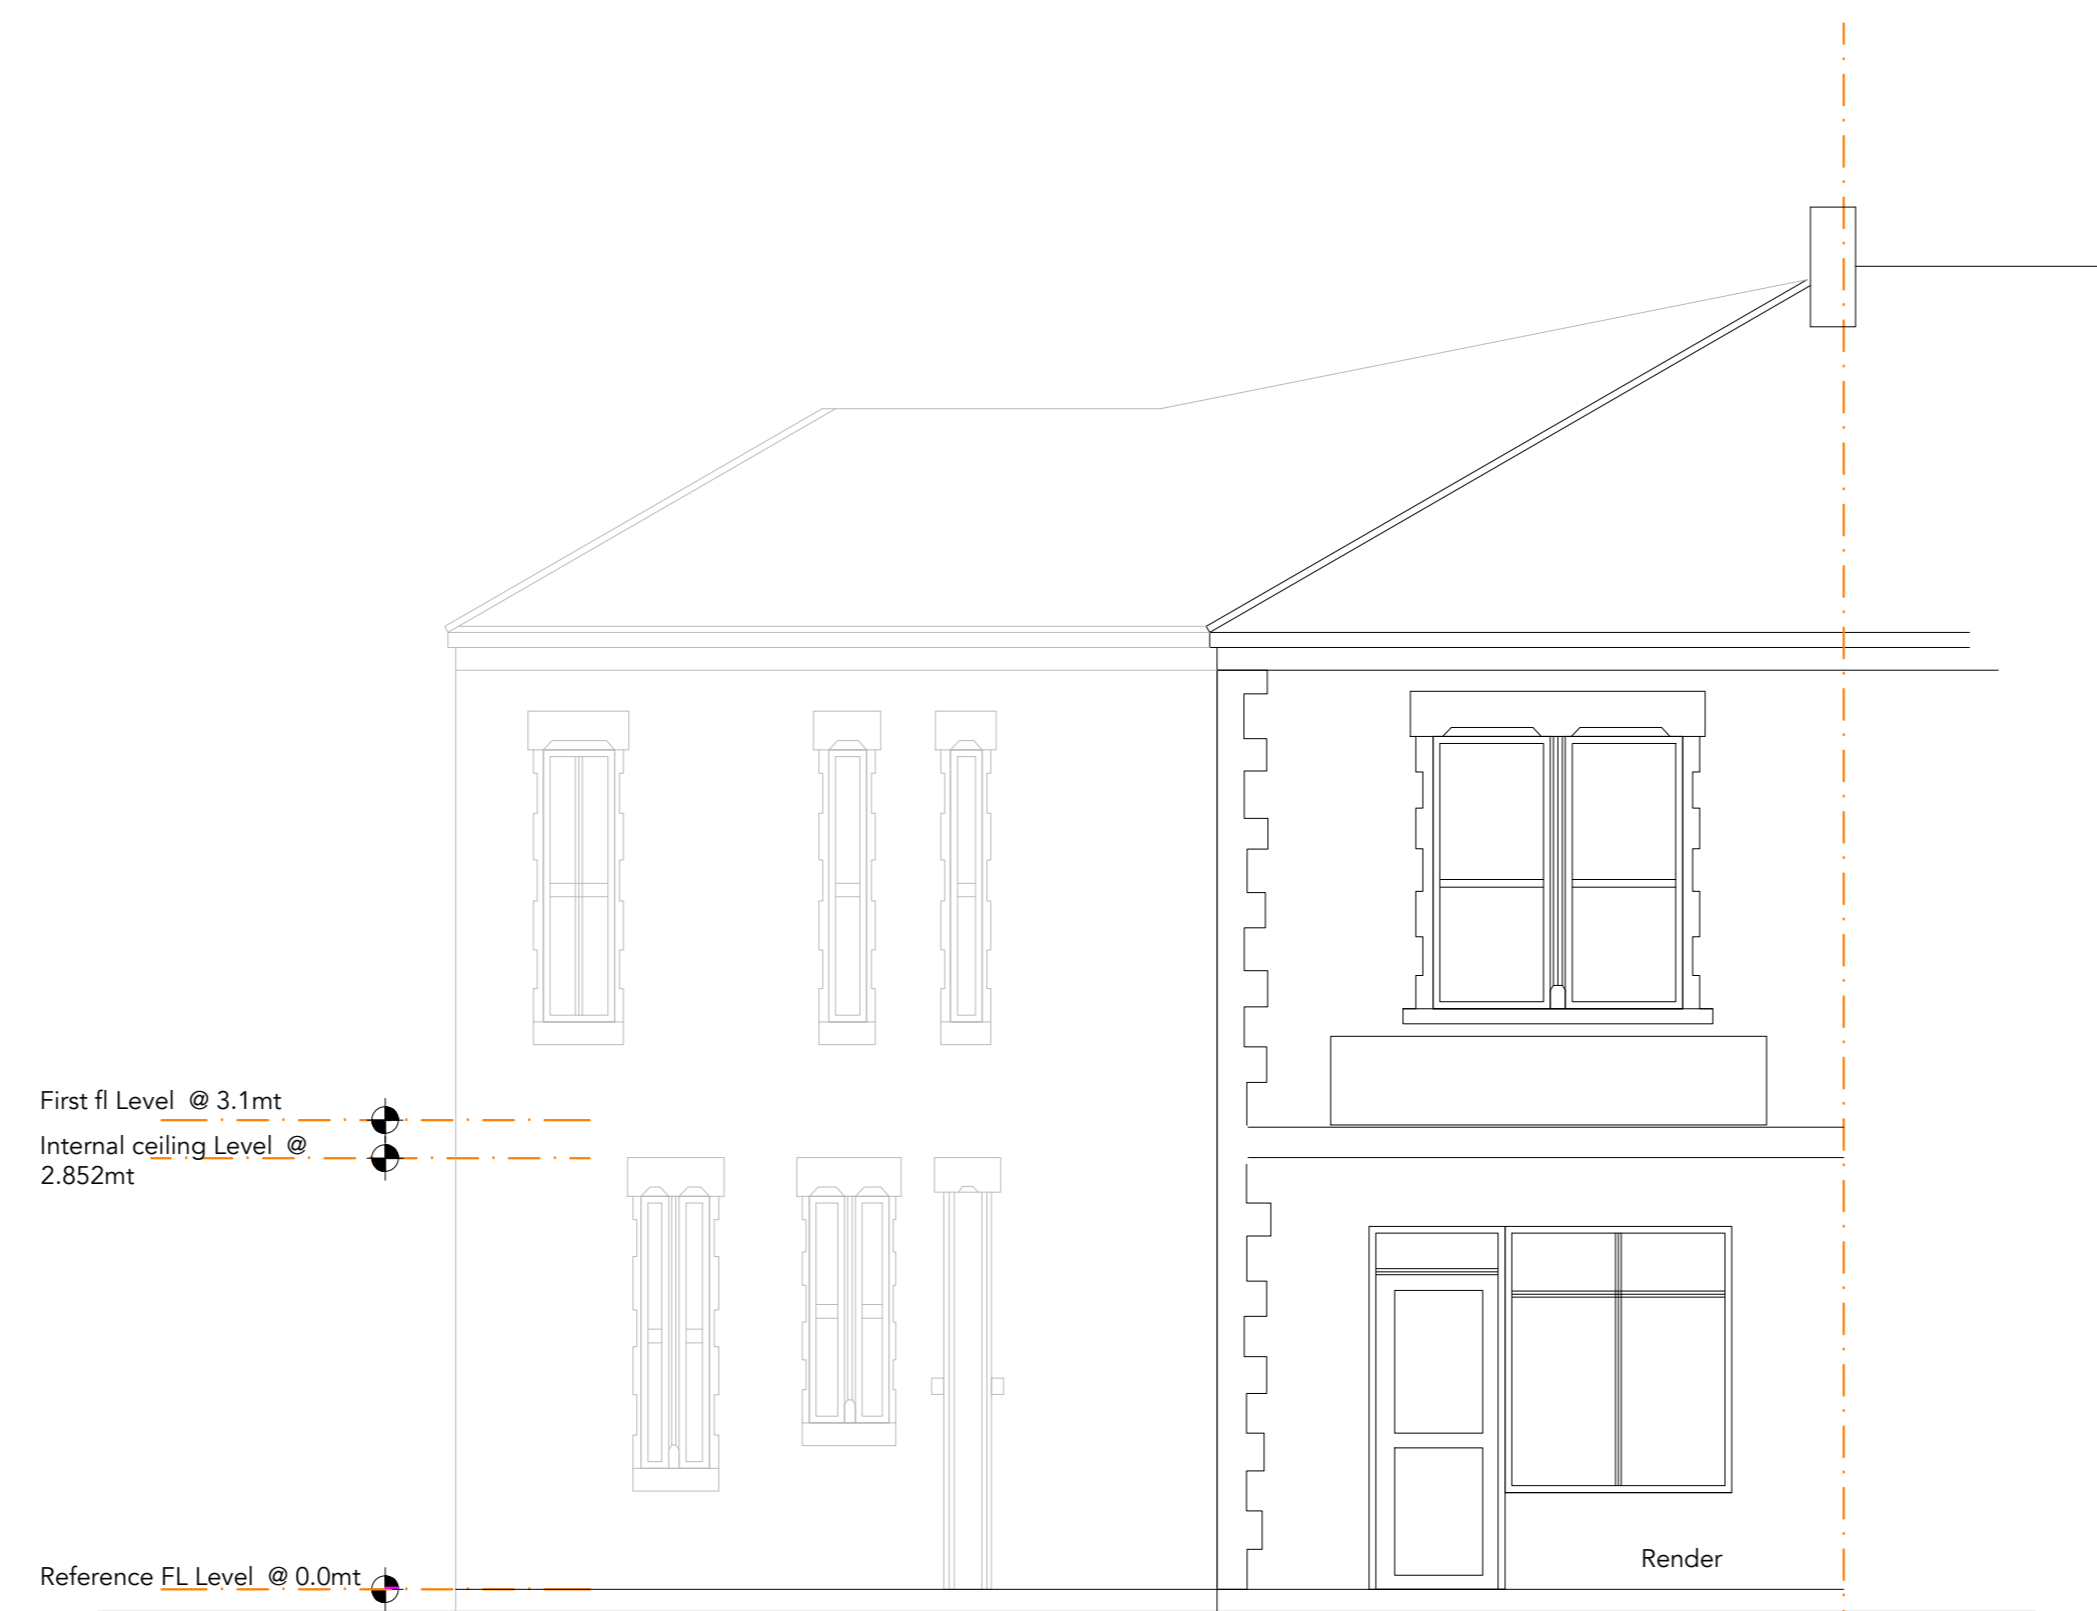 First fl Level @ 3.1mt
Internal ceiling Level @
2.852mt
Reference FL Level @ 0.0mt
Render